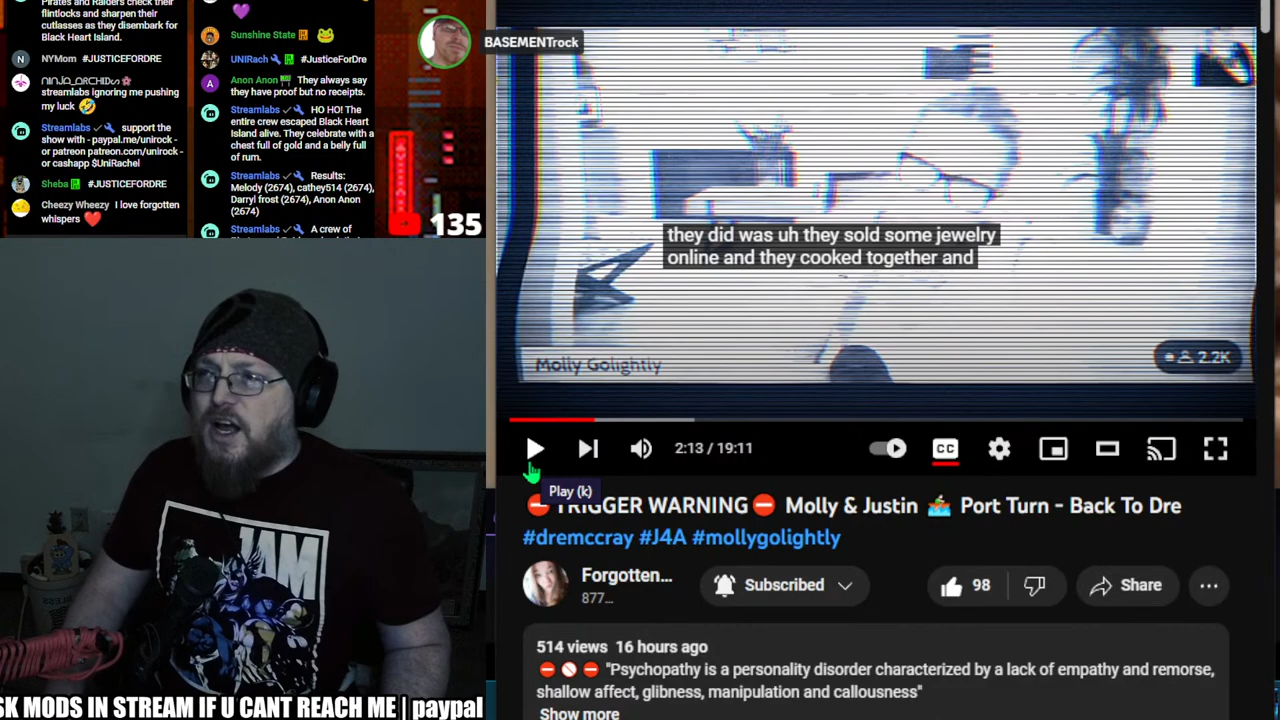 Pirates and Raiders check their
flintlocks and sharpen their
cutlasses as they disembark for
Black Heart Island.
NYMom #JUSTICEFORDRE
streamlabs ignoring me pushing
my luck
Streamlabs support the
show with - paypal.me/unirock -
or patreon patreon.com/unirock -
or cashapp $UniRachel
Sheba #JUSTICEFORDRE
Cheezy Wheezy I love forgotten
whispers
Sunshine State
UNIRach #JusticeForDre
Anon Anon They always say
they have proof but no receipts.
Streamlabs HO HO! The
entire crew escaped Black Heart
Island alive. They celebrate with a
chest full of gold and a belly full
of rum.
Streamlabs Results:
Melody (2674), cathey514 (2674),
Darryl frost (2674), Anon Anon
(2674)
Streamlabs A crew of
BASEMENTrock
135
JAM
SK MODS IN STREAM IF U CANT REACH ME | paypal
they did was uh they sold some jewelry
online and they cooked together and
Molly Golightly
2.2K
2:13 / 19:11
CC
Play (k)
TRIGGER WARNING Molly & Justin Port Turn - Back To Dre
#dremccray #J4A #mollygolightly
Forgotten...
877...
Subscribed
98
Share
514 views 16 hours ago
"Psychopathy is a personality disorder characterized by a lack of empathy and remorse,
shallow affect, glibness, manipulation and callousness"
Show more